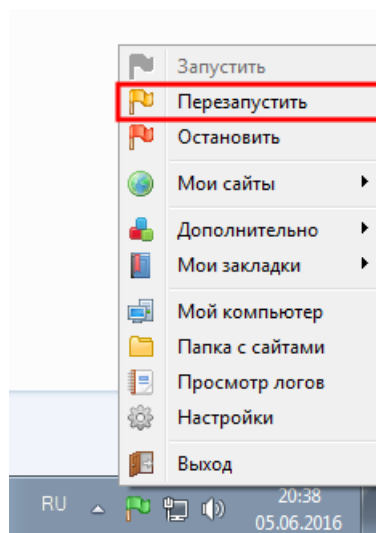 Запустить
Перезапустить
Остановить
Мои сайты
Дополнительно
Мои закладки
Мой компьютер
Папка с сайтами
Просмотр логов
Настройки
Выход
RU
20:38
05.06.2016